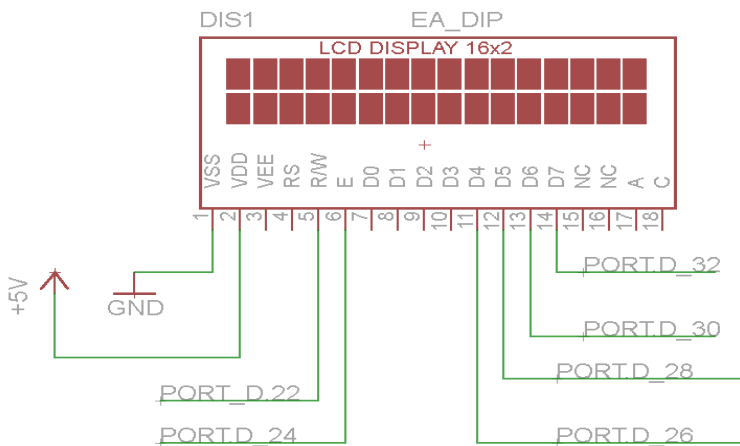 DIS1
EA_DIP
LCD DISPLAY 16x2
VSS VDD VEE RS R/W E D0 D1 D2 D3 D4 D5 D6 D7 NC NC A C
1 2 3 4 5 6 7 8 9 10 11 12 13 14 15 16 17 18
+5V
GND
PORT.D_32
PORT.D_30
PORT.D_28
PORT_D.22
PORT.D_24
PORT.D_26